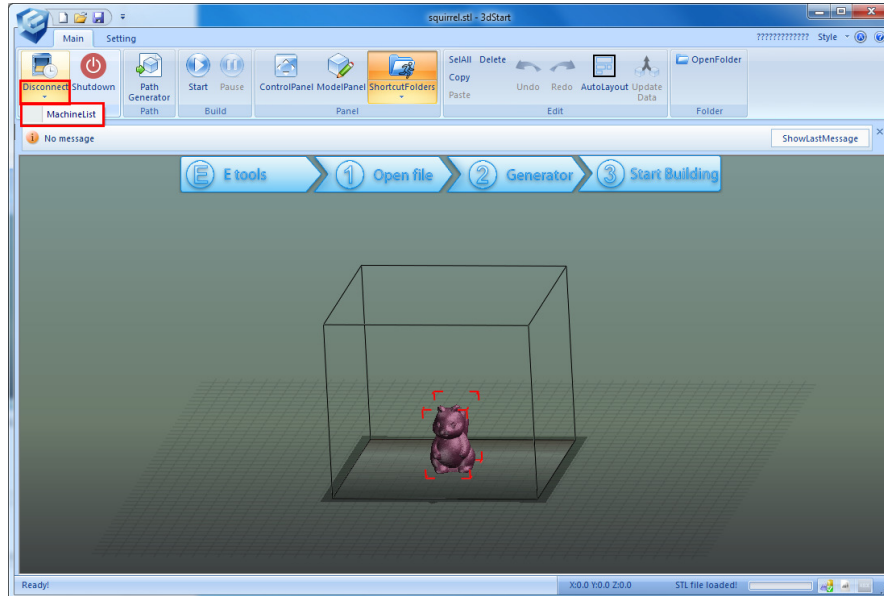 squirrel.stl - 3dStart
Main Setting ????????????? Style
Disconnect Shutdown Path Generator Start Pause ControlPanel ModelPanel ShortcutFolders SelAll Delete Copy Paste Undo Redo AutoLayout Update Data OpenFolder
MachineList Path Build Panel Edit Folder
No message ShowLastMessage
E E tools 1 Open file 2 Generator 3 Start Building
Ready! X:0.0 Y:0.0 Z:0.0 STL file loaded!